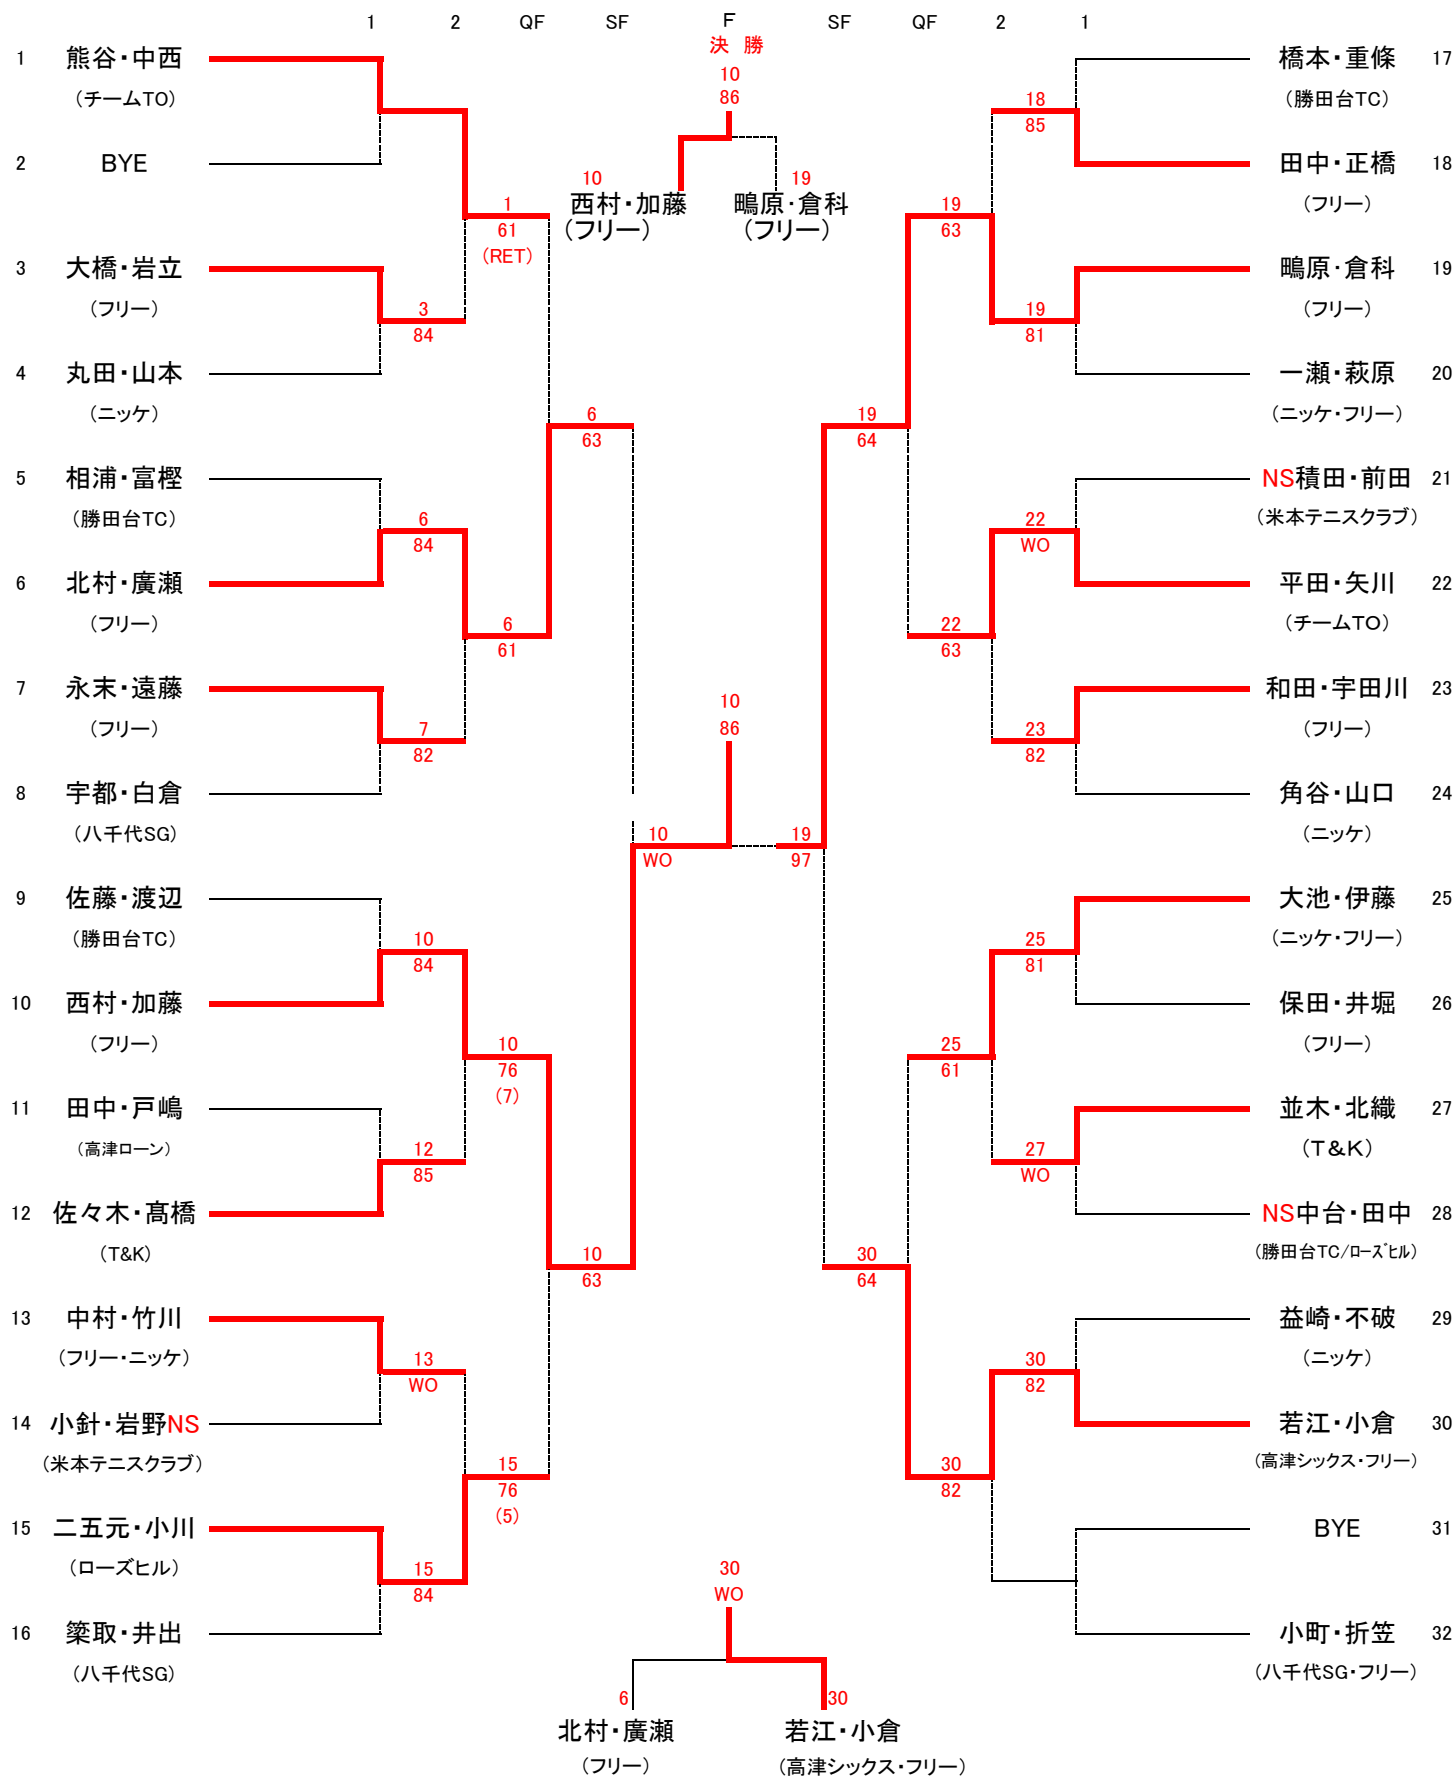 1 2 QF SF F SF QF 2 1
決 勝
1 熊谷・中西 10 橋本・重條 17
(チームTO) 86 18 (勝田台TC)
85
2 BYE 田中・正橋 18
10 19
1 西村・加藤 鴫原・倉科 19 (フリー)
61 (フリー) (フリー) 63
(RET)
3 大橋・岩立 鴫原・倉科 19
(フリー) 3 19 (フリー)
84 81
4 丸田・山本 一瀬・萩原 20
(ニッケ) 6 19 (ニッケ・フリー)
63 64
5 相浦・富樫 NS積田・前田 21
(勝田台TC) 6 22 (米本テニスクラブ)
84 WO
6 北村・廣瀬 平田・矢川 22
(フリー) 6 22 (チームTO)
61 63
7 永末・遠藤 10 和田・宇田川 23
(フリー) 7 86 23 (フリー)
82 82
8 宇都・白倉 角谷・山口 24
(八千代SG) 10 19 (ニッケ)
WO 97
9 佐藤・渡辺 大池・伊藤 25
(勝田台TC) 10 25 (ニッケ・フリー)
84 81
10 西村・加藤 保田・井堀 26
(フリー) 10 25 (フリー)
76 61
(7)
11 田中・戸嶋 並木・北織 27
(高津ローン) 12 27 (T&K)
85 WO
12 佐々木・髙橋 NS中台・田中 28
(T&K) 10 30 (勝田台TC/ローズヒル)
63 64
13 中村・竹川 益崎・不破 29
(フリー・ニッケ) 13 30 (ニッケ)
WO 82
14 小針・岩野NS 若江・小倉 30
(米本テニスクラブ) 15 30 (高津シックス・フリー)
76 82
(5)
15 二五元・小川 BYE 31
(ローズヒル) 15 30
84 WO
16 簗取・井出 小町・折笠 32
(八千代SG) (八千代SG・フリー)
6 30
北村・廣瀬 若江・小倉
(フリー) (高津シックス・フリー)